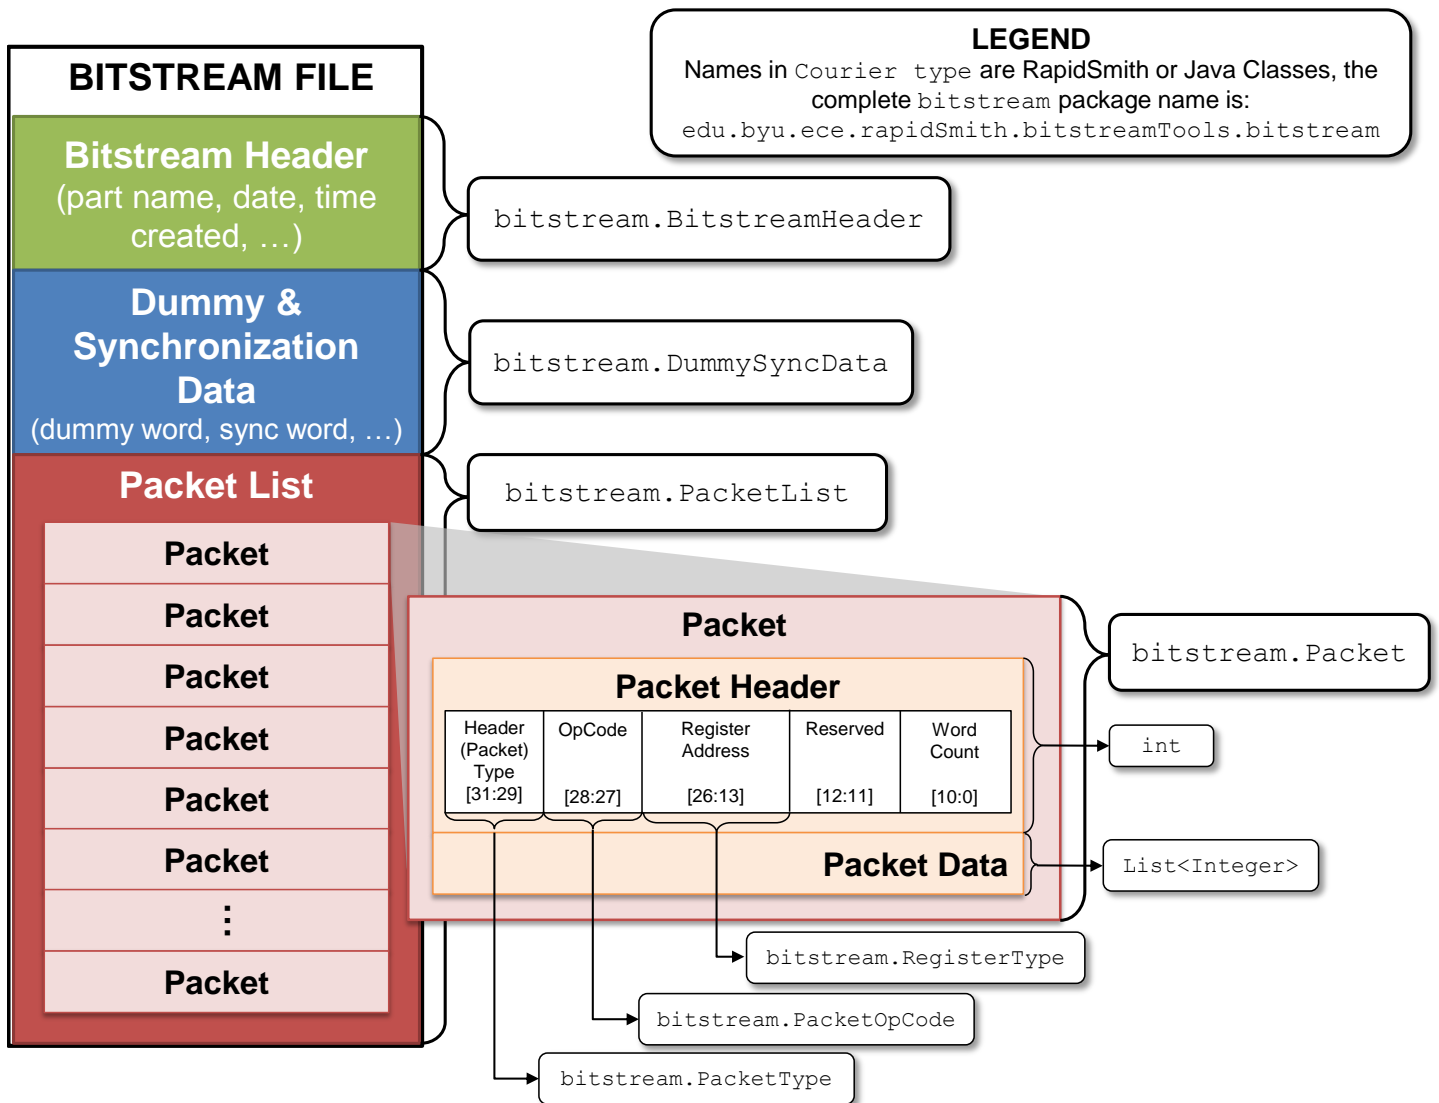 LEGEND
Names in Courier type are RapidSmith or Java Classes, the
complete bitstream package name is:
edu.byu.ece.rapidSmith.bitstreamTools.bitstream
BITSTREAM FILE
Bitstream Header
(part name, date, time
created, …)
bitstream.BitstreamHeader
Dummy &
Synchronization
Data
(dummy word, sync word, …)
bitstream.DummySyncData
Packet List
bitstream.PacketList
Packet
Packet
Packet
Packet
Packet
Packet
⋮
Packet
Packet
bitstream.Packet
Packet Header
Header
(Packet)
Type
[31:29]
OpCode
[28:27]
Register
Address
[26:13]
Reserved
[12:11]
Word
Count
[10:0]
int
Packet Data
List<Integer>
bitstream.RegisterType
bitstream.PacketOpCode
bitstream.PacketType